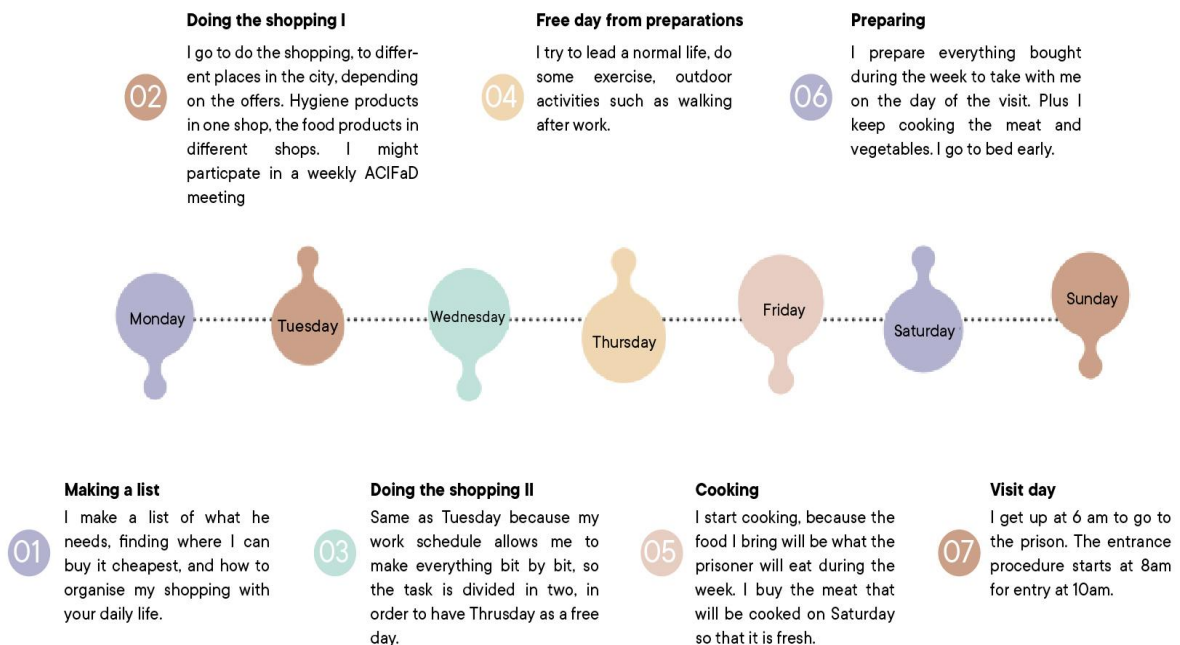 Doing the shopping I
I go to do the shopping, to differ-
ent places in the city, depending
on the offers. Hygiene products
in one shop, the food products in
different shops. I might
particpate in a weekly ACIFaD
meeting
02
Free day from preparations
I try to lead a normal life, do
some exercise, outdoor
activities such as walking
after work.
04
Preparing
I prepare everything bought
during the week to take with me
on the day of the visit. Plus I
keep cooking the meat and
vegetables. I go to bed early.
06
Monday
Tuesday
Wednesday
Thursday
Friday
Saturday
Sunday
Making a list
I make a list of what he
needs, finding where I can
buy it cheapest, and how to
organise my shopping with
your daily life.
01
Doing the shopping II
Same as Tuesday because my
work schedule allows me to
make everything bit by bit, so
the task is divided in two, in
order to have Thrusday as a free
day.
03
Cooking
I start cooking, because the
food I bring will be what the
prisoner will eat during the
week. I buy the meat that
will be cooked on Saturday
so that it is fresh.
05
Visit day
I get up at 6 am to go to
the prison. The entrance
procedure starts at 8am
for entry at 10am.
07